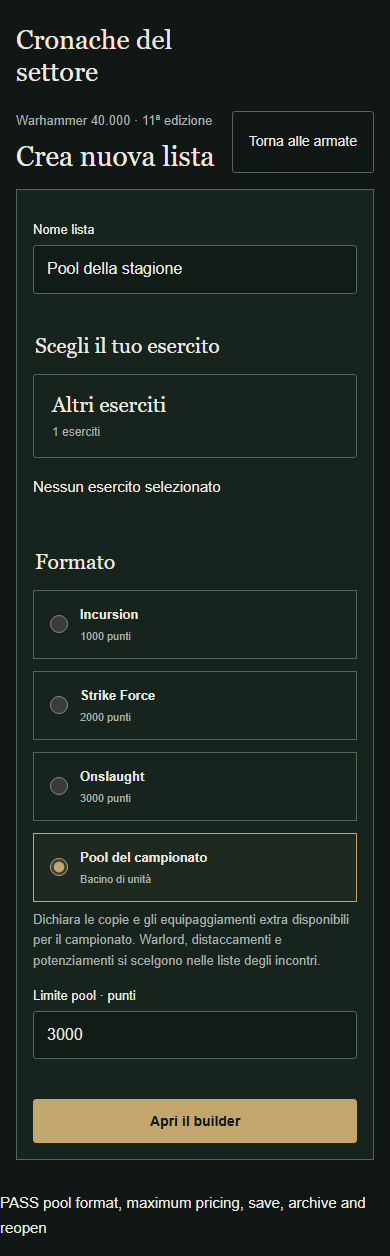 Cronache del
settore
Warhammer 40.000 · 11ª edizione
Crea nuova lista
Torna alle armate
Nome lista
Pool della stagione
Scegli il tuo esercito
Altri eserciti
1 eserciti
Nessun esercito selezionato
Formato
Incursion
1000 punti
Strike Force
2000 punti
Onslaught
3000 punti
Pool del campionato
Bacino di unità
Dichiara le copie e gli equipaggiamenti extra disponibili
per il campionato. Warlord, distaccamenti e
potenziamenti si scelgono nelle liste degli incontri.
Limite pool · punti
3000
Apri il builder
PASS pool format, maximum pricing, save, archive and
reopen